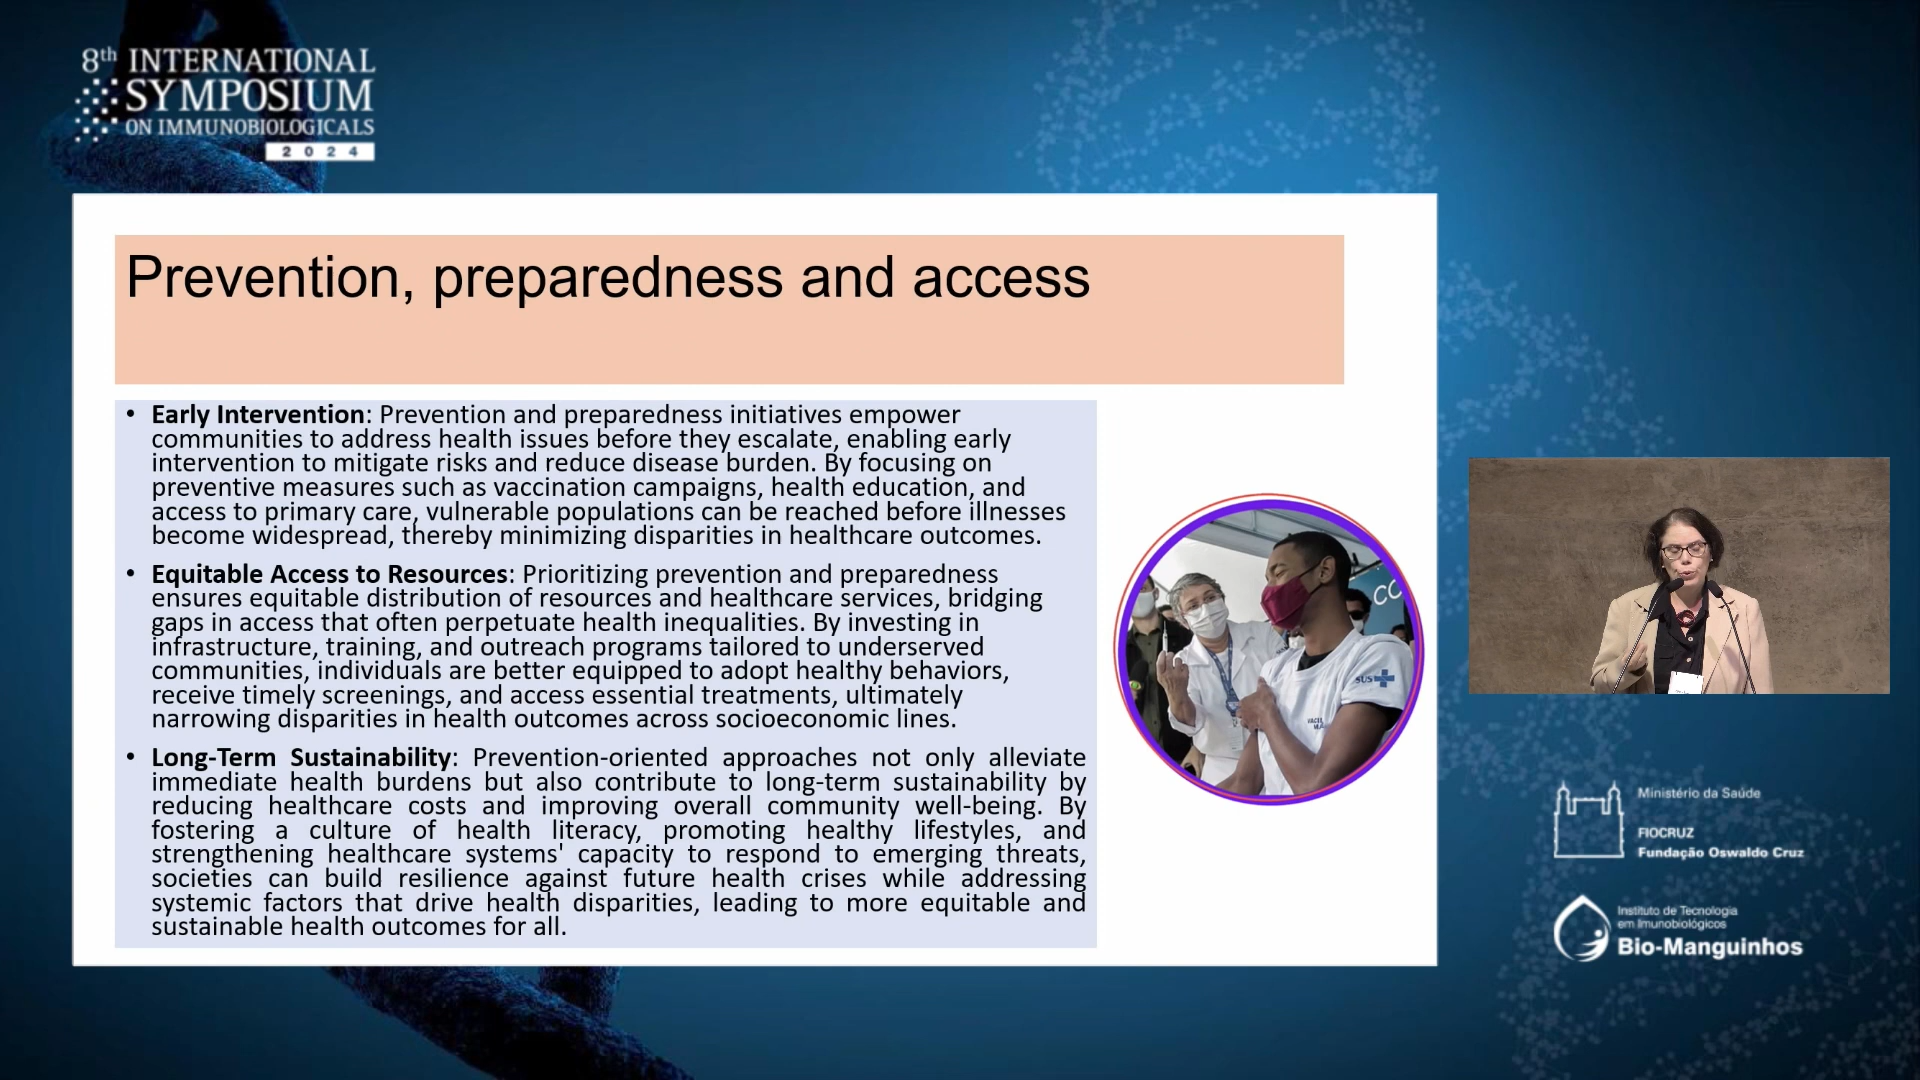 8th INTERNATIONAL
SYMPOSIUM
ON IMMUNOBIOLOGICALS
2024
Prevention, preparedness and access
• Early Intervention: Prevention and preparedness initiatives empower
communities to address health issues before they escalate, enabling early
intervention to mitigate risks and reduce disease burden. By focusing on
preventive measures such as vaccination campaigns, health education, and
access to primary care, vulnerable populations can be reached before illnesses
become widespread, thereby minimizing disparities in healthcare outcomes.
• Equitable Access to Resources: Prioritizing prevention and preparedness
ensures equitable distribution of resources and healthcare services, bridging
gaps in access that often perpetuate health inequalities. By investing in
infrastructure, training, and outreach programs tailored to underserved
communities, individuals are better equipped to adopt healthy behaviors,
receive timely screenings, and access essential treatments, ultimately
narrowing disparities in health outcomes across socioeconomic lines.
• Long-Term Sustainability: Prevention-oriented approaches not only alleviate
immediate health burdens but also contribute to long-term sustainability by
reducing healthcare costs and improving overall community well-being. By
fostering a culture of health literacy, promoting healthy lifestyles, and
strengthening healthcare systems' capacity to respond to emerging threats,
societies can build resilience against future health crises while addressing
systemic factors that drive health disparities, leading to more equitable and
sustainable health outcomes for all.
SUS
Ministério da Saúde
FIOCRUZ
Fundação Oswaldo Cruz
Instituto de Tecnologia
em Imunobiológicos
Bio-Manguinhos